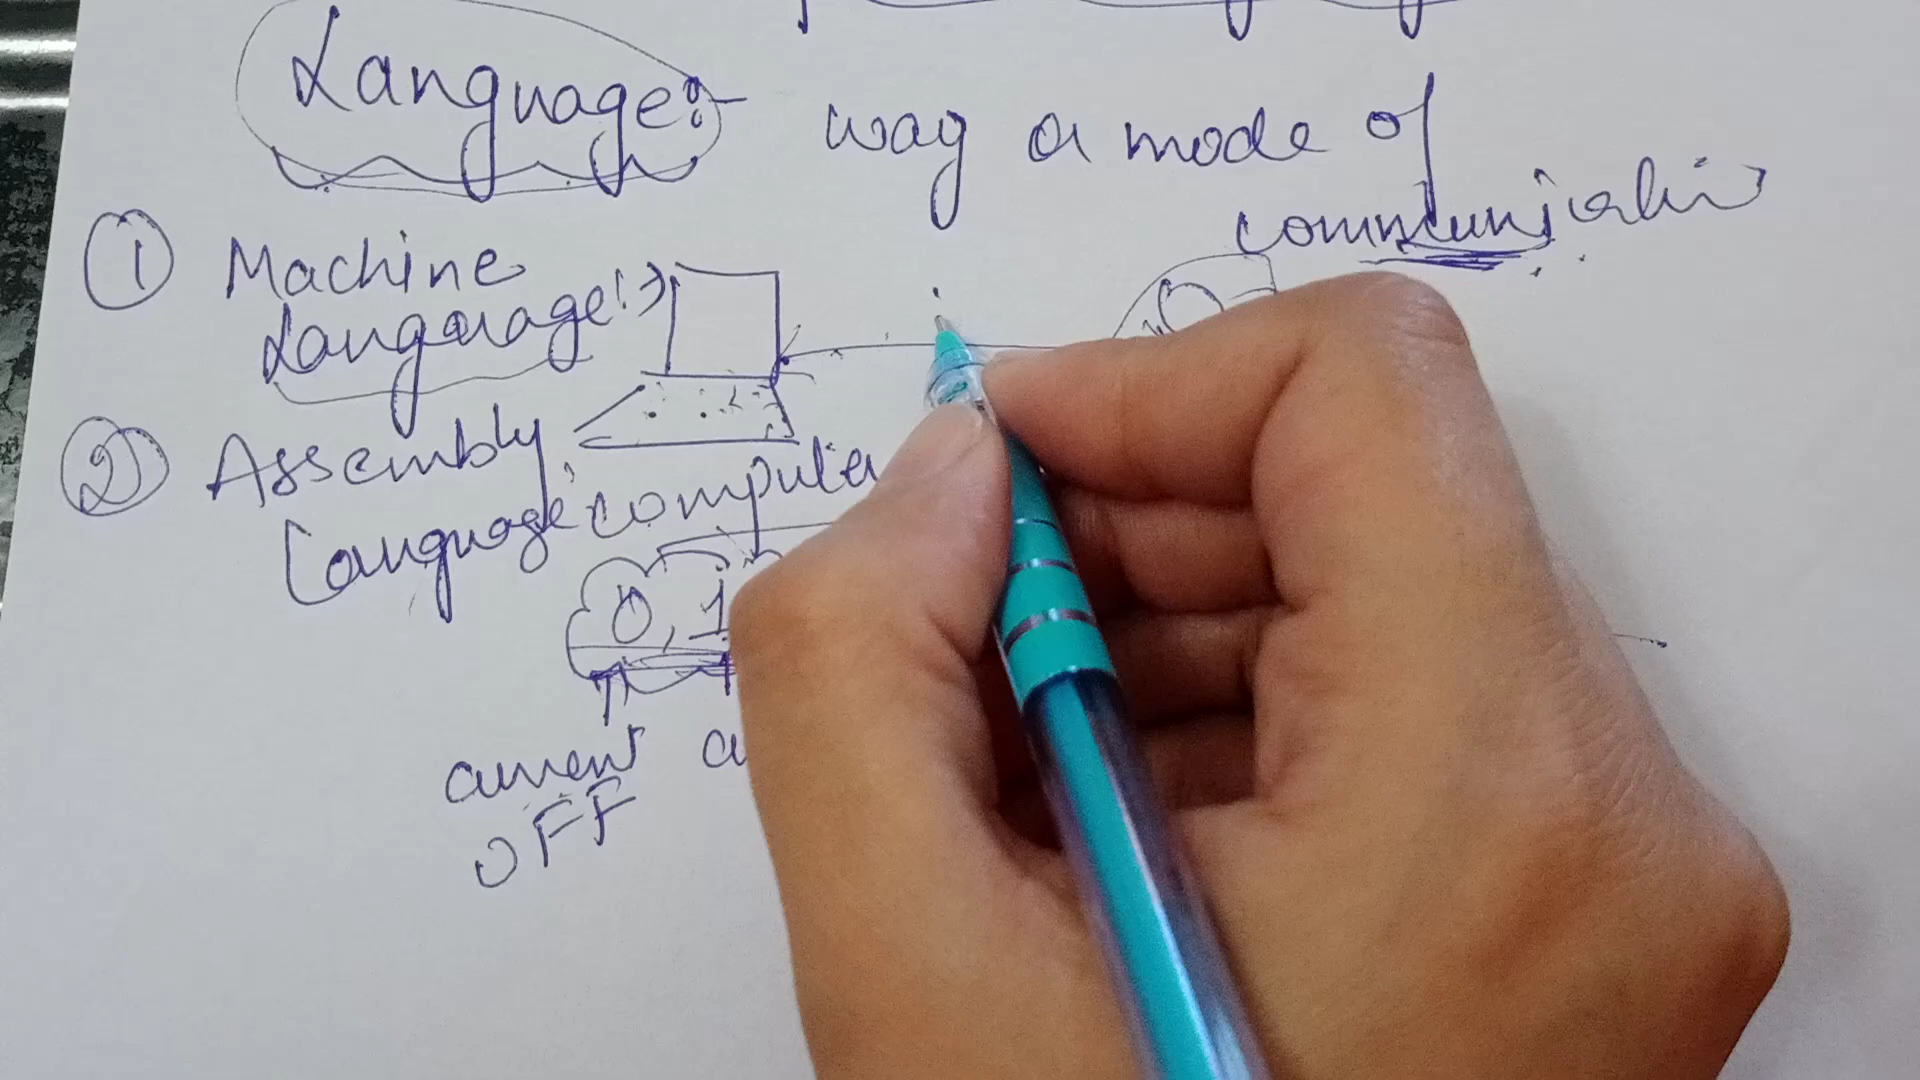 Language:- way a mode of
communication
① Machine
Language:→
② Assembly
Language computer
0, 1
current
OFF